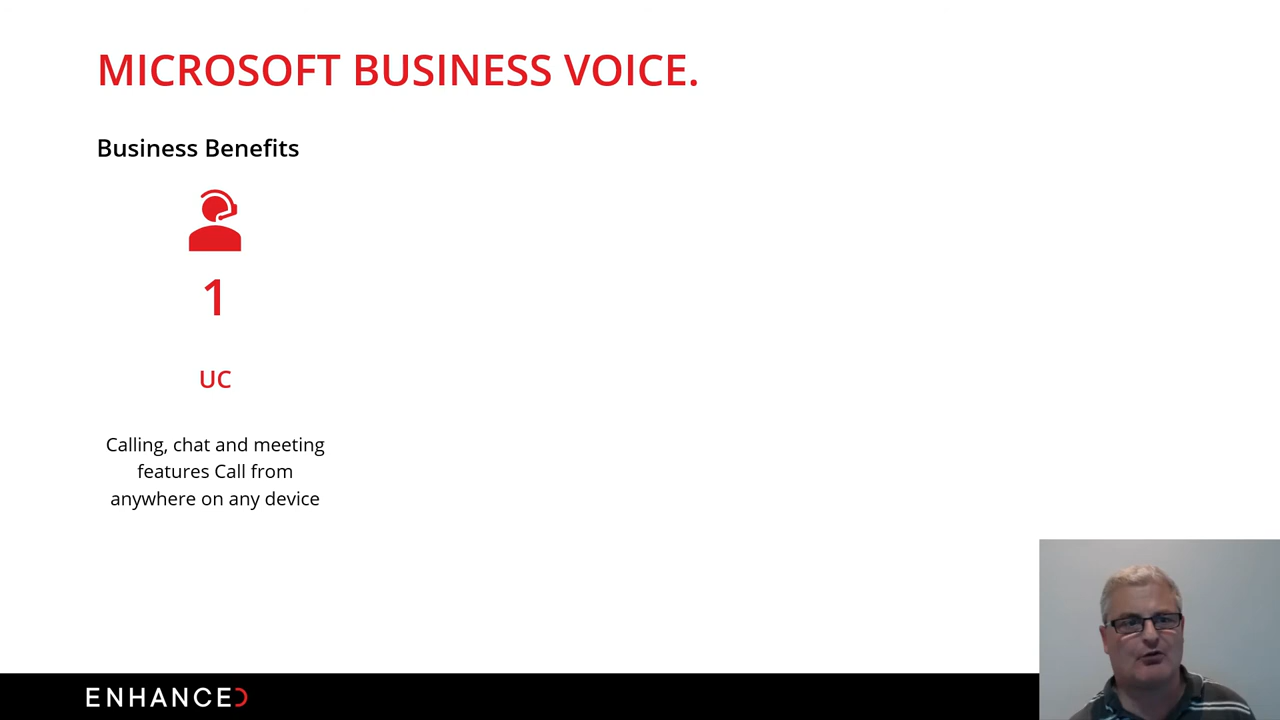 MICROSOFT BUSINESS VOICE.
Business Benefits
1
UC
Calling, chat and meeting
features Call from
anywhere on any device
ENHANCED